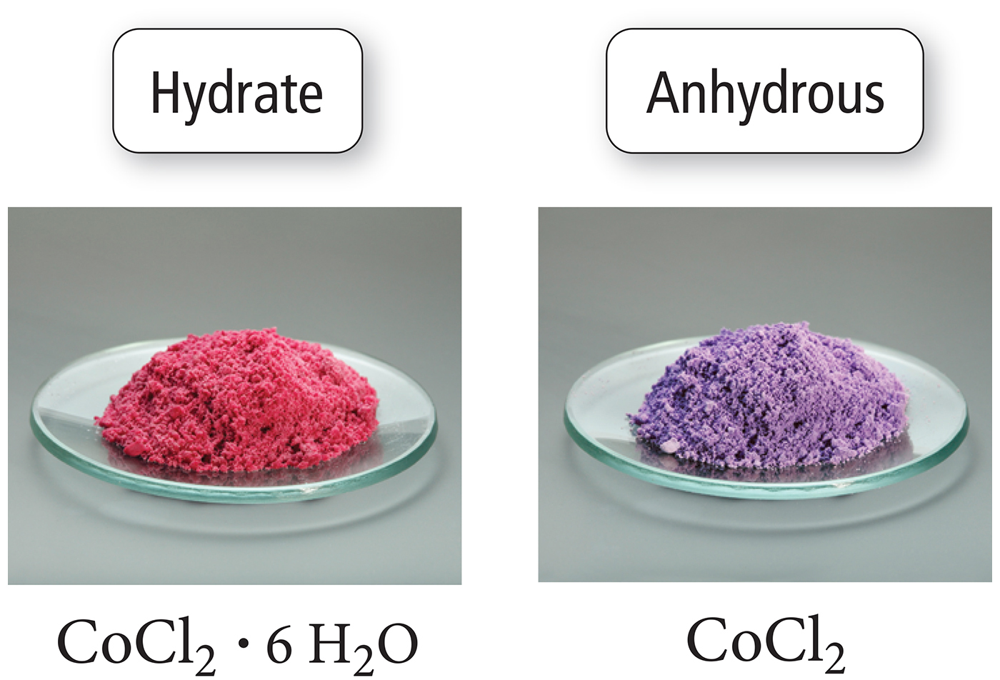 Hydrate
Anhydrous
CoCl₂ · 6 H₂O
CoCl₂